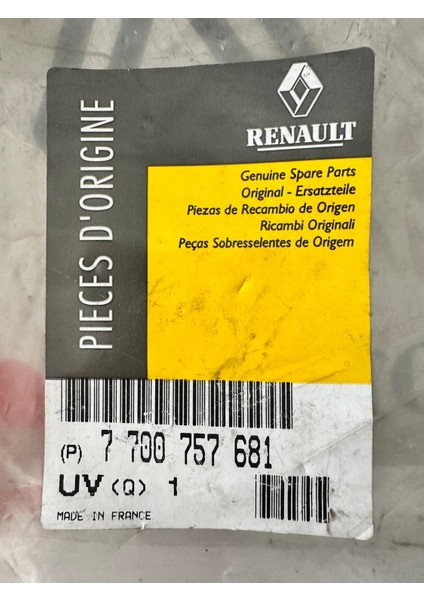 PIECES D'ORIGINE
RENAULT
Genuine Spare Parts
Original - Ersatzteile
Piezas de Recambio de Origen
Ricambi Originali
Peças Sobresselentes de Origem
(P) 7 700 757 681
UV (Q) 1
MADE IN FRANCE